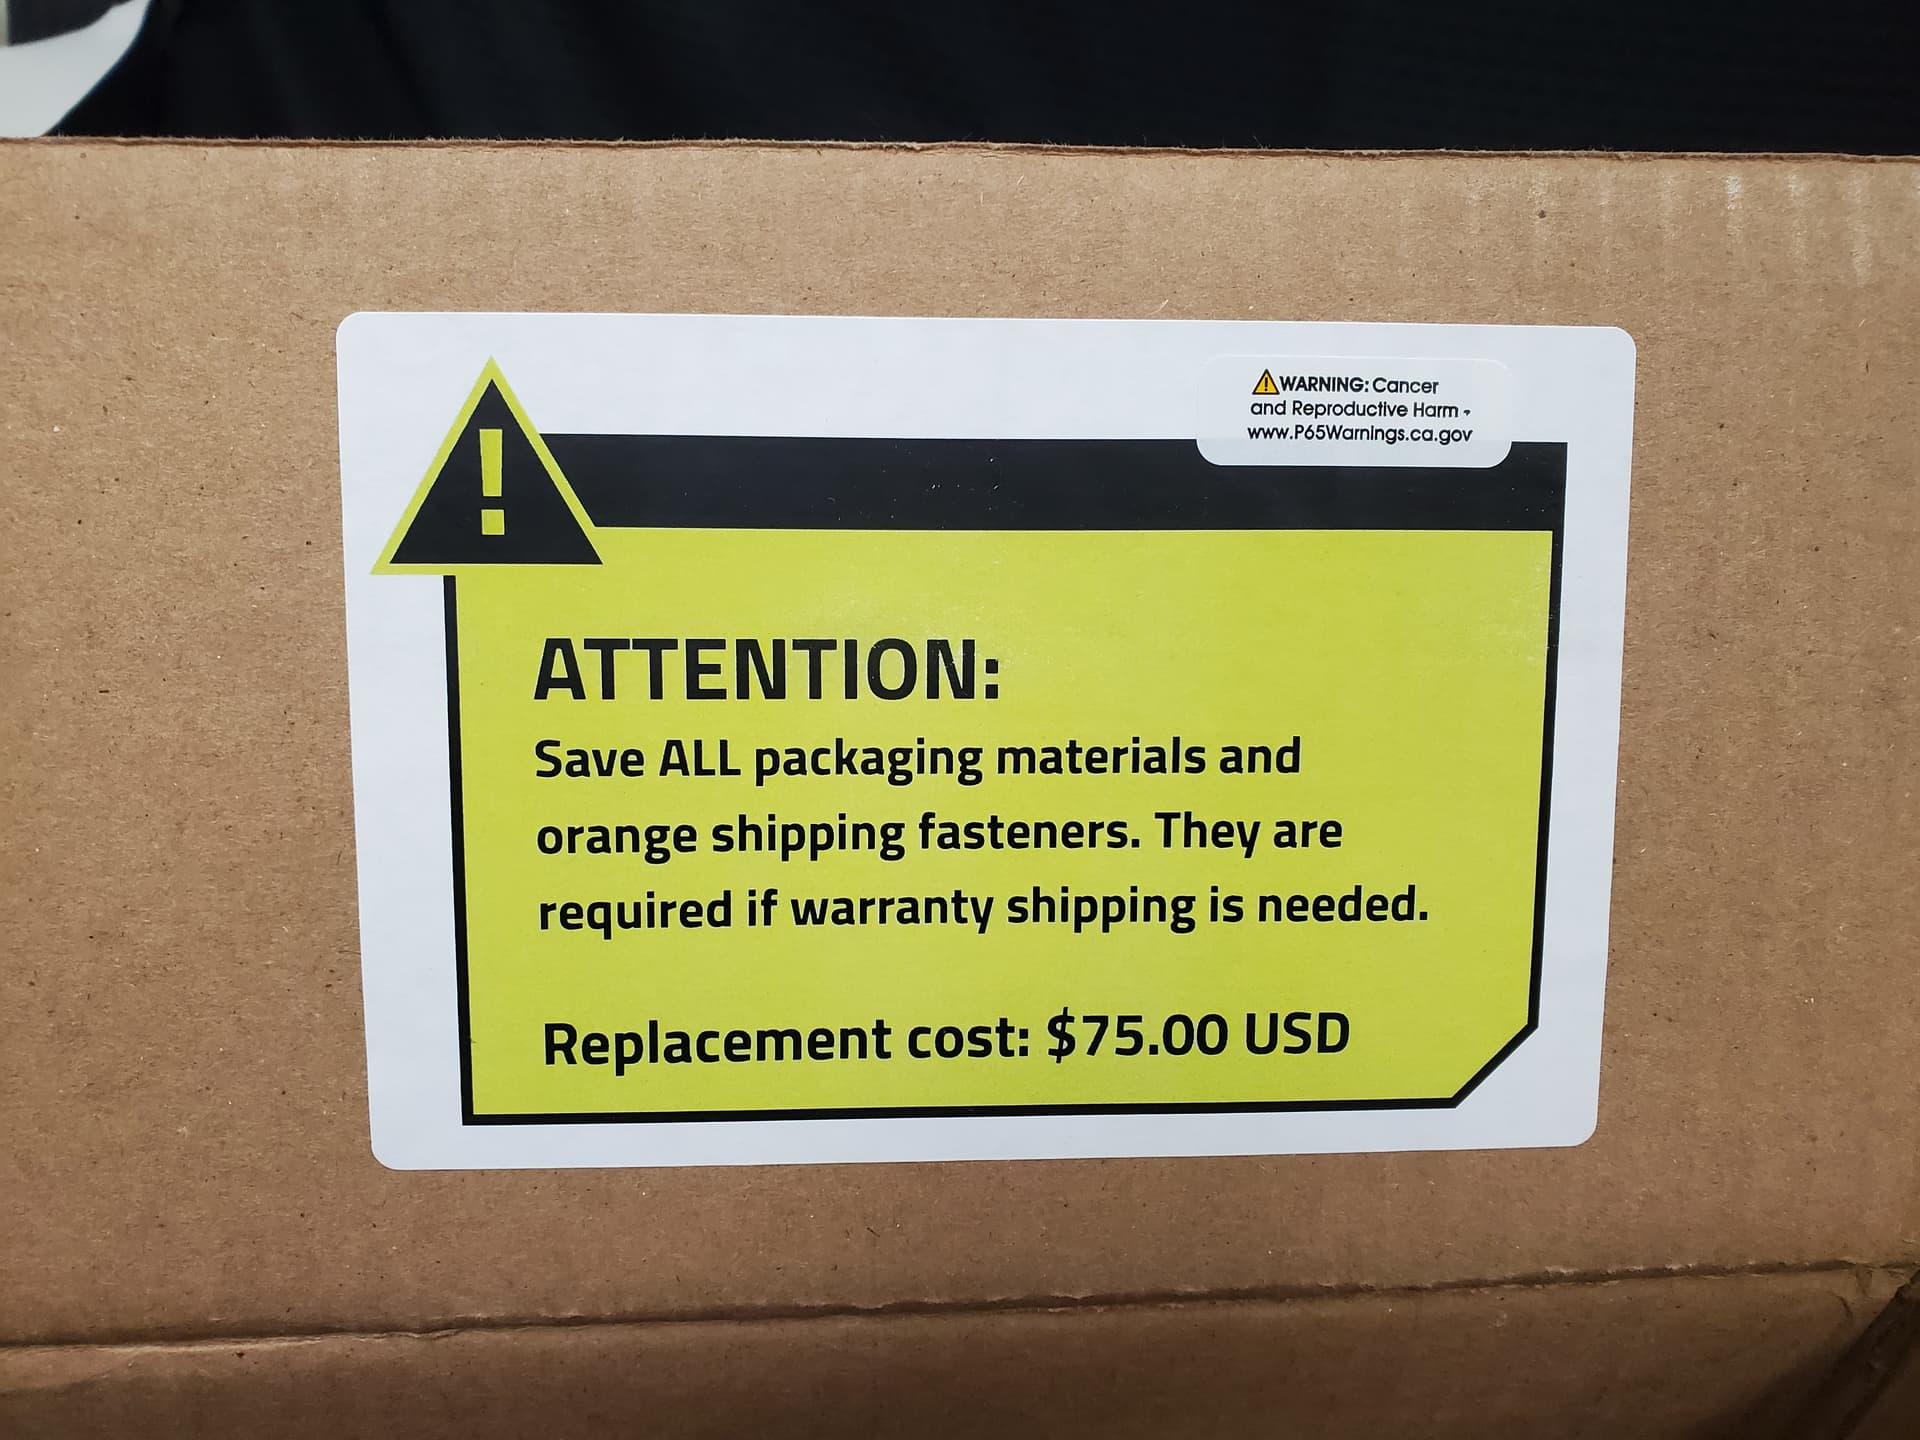 WARNING: Cancer
and Reproductive Harm -
www.P65Warnings.ca.gov
!
ATTENTION:
Save ALL packaging materials and
orange shipping fasteners. They are
required if warranty shipping is needed.
Replacement cost: $75.00 USD